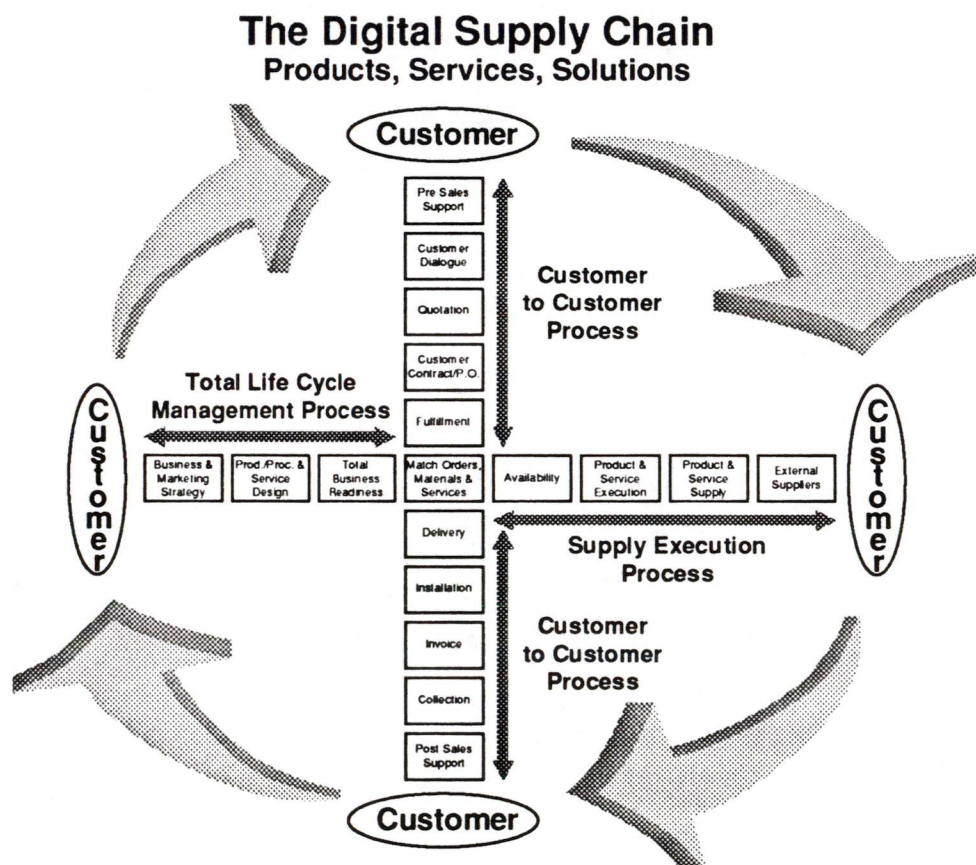 The Digital Supply Chain
Products, Services, Solutions
Customer
Pre Sales
Support
Customer
Dialogue
Customer
to Customer
Process
Quotation
Customer
Contract/P.O.
Total Life Cycle
Management Process
Fulfillment
Customer
Business &
Marketing
Strategy
Prod./Proc. &
Service
Design
Total
Business
Readiness
Match Orders,
Materials &
Services
Availability
Product &
Service
Execution
Product &
Service
Supply
External
Suppliers
Customer
Delivery
Supply Execution
Process
Installation
Customer
to Customer
Process
Invoice
Collection
Post Sales
Support
Customer